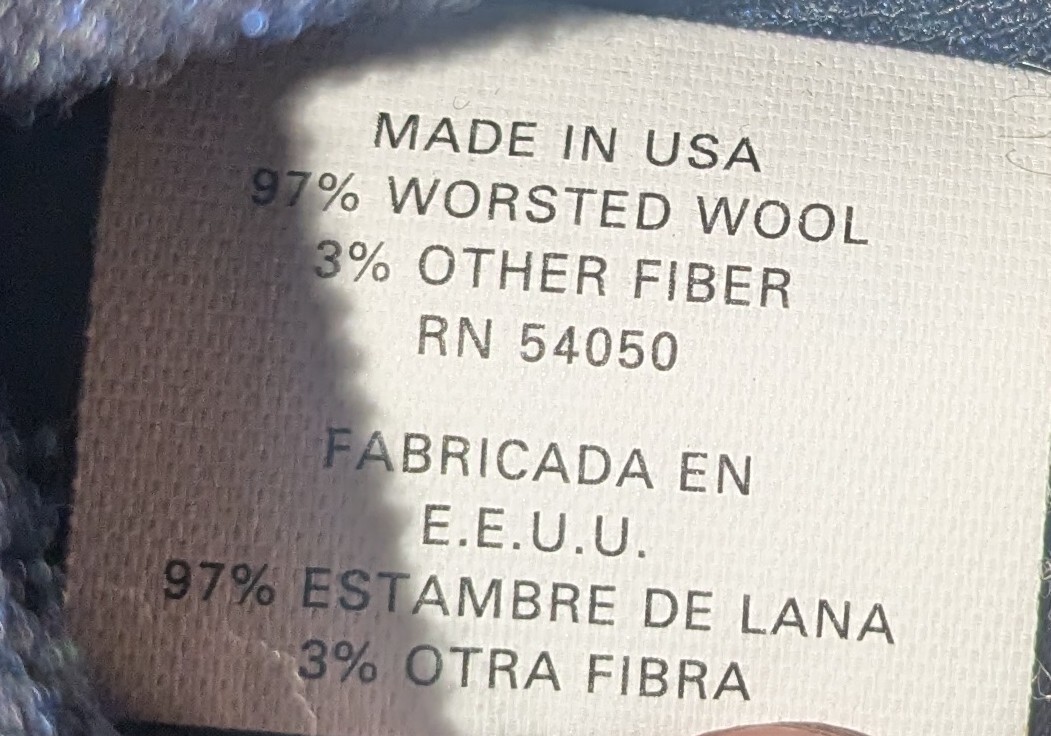 MADE IN USA
97% WORSTED WOOL
3% OTHER FIBER
RN 54050
FABRICADA EN
E.E.U.U.
97% ESTAMBRE DE LANA
3% OTRA FIBRA